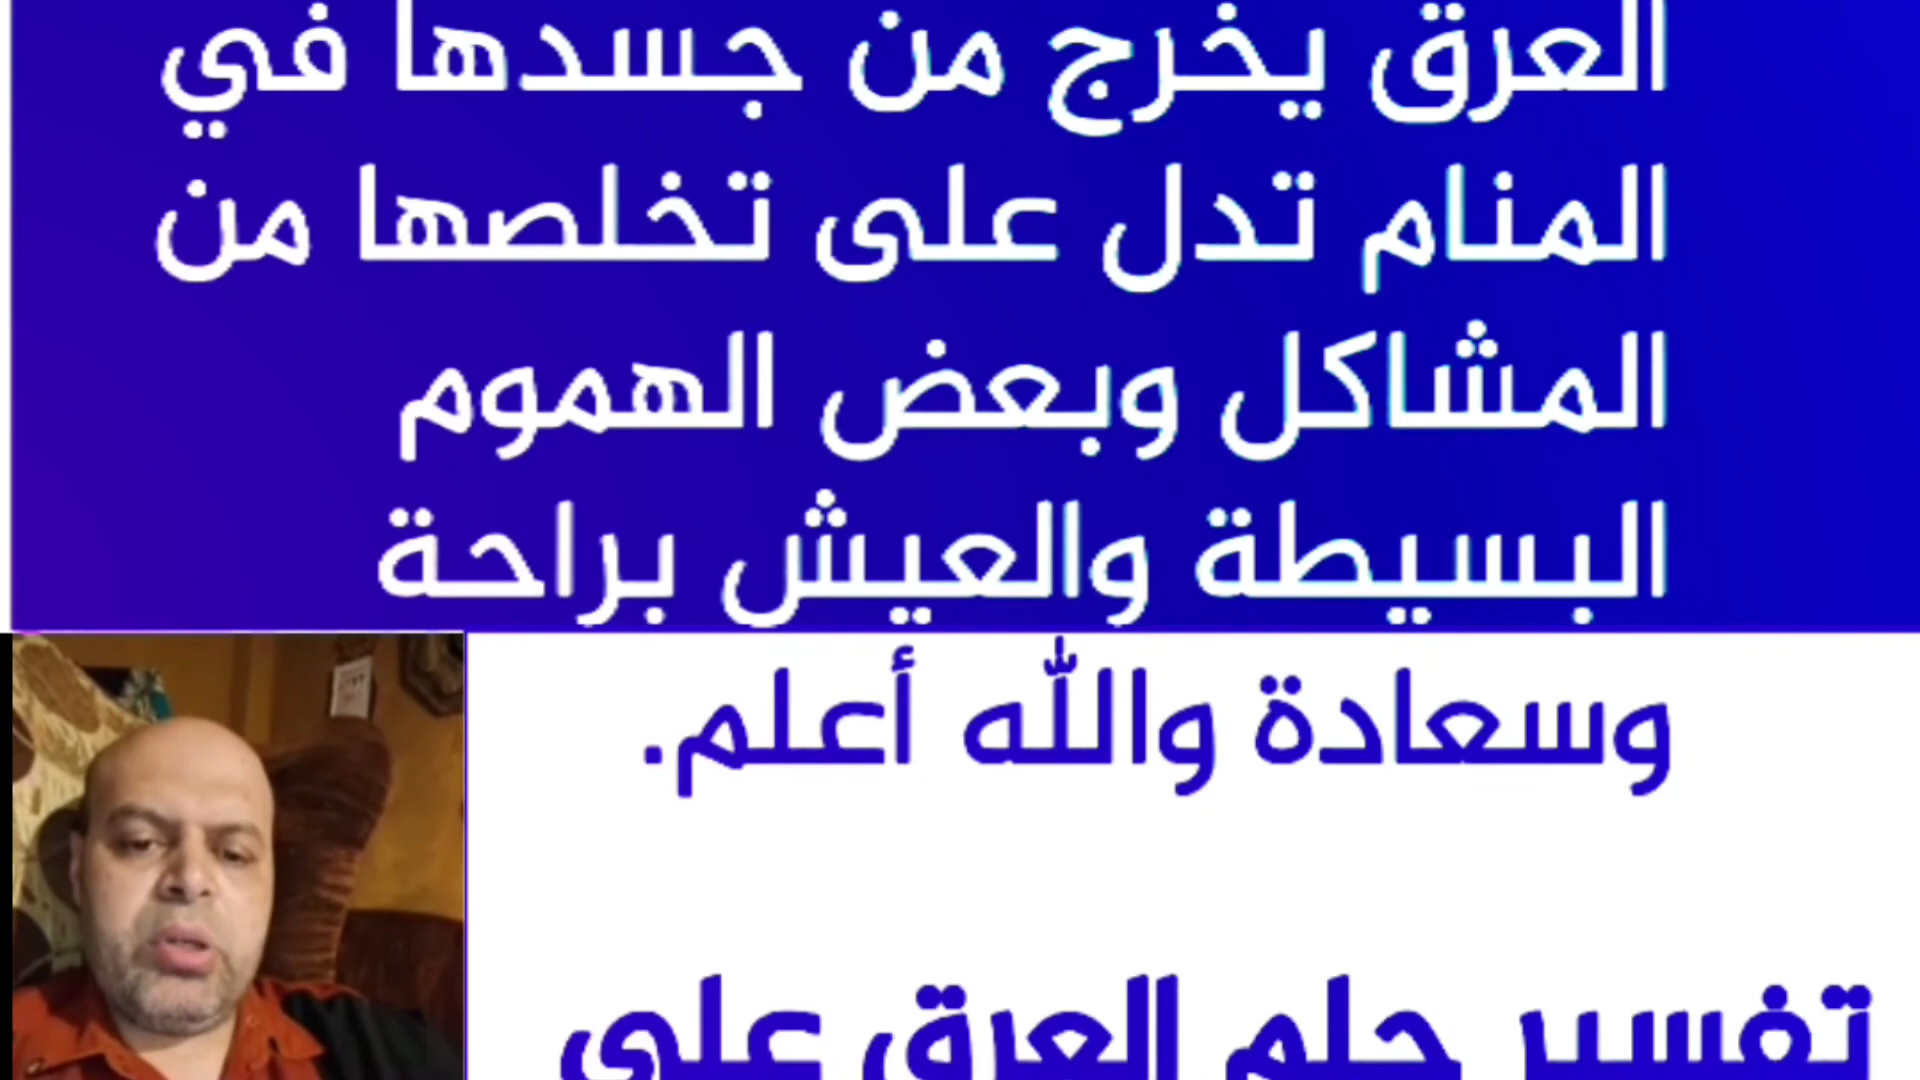 العرق يخرج من جسدها في
المنام تدل على تخلصها من
المشاكل وبعض الهموم
البسيطة والعيش براحة
وسعادة والله أعلم.
تفسير حلم العرق على